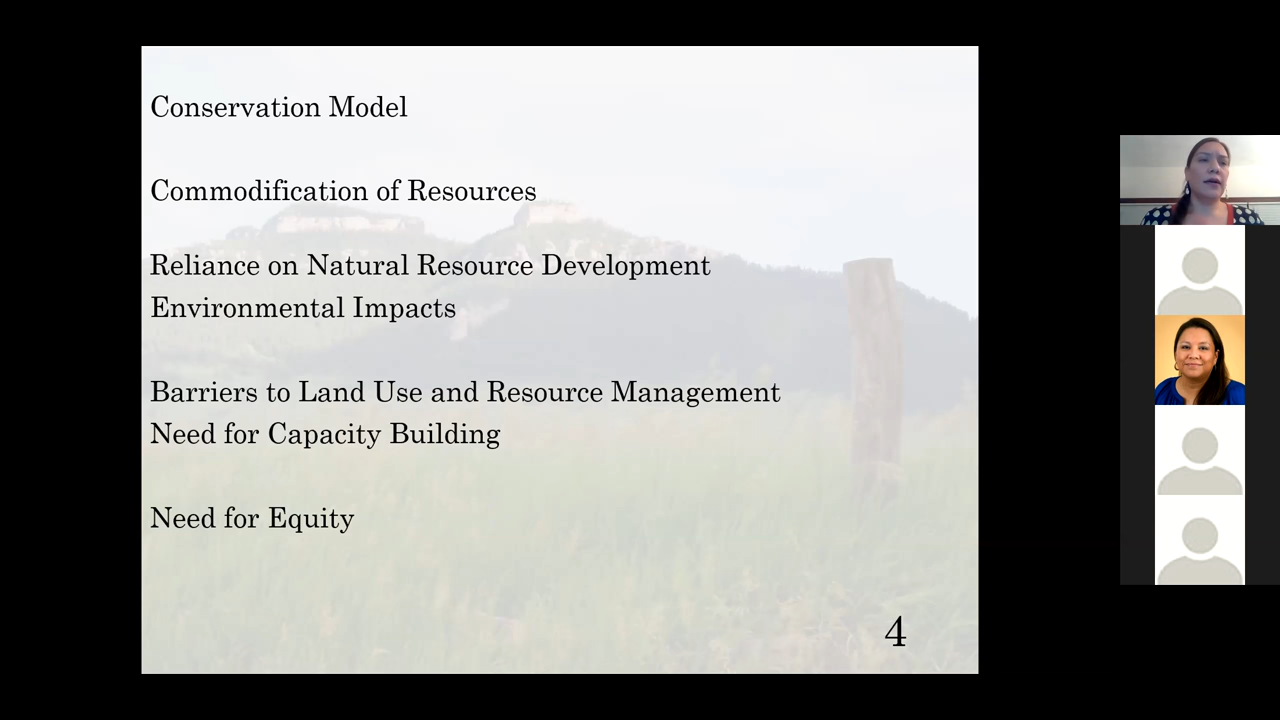 Conservation Model
Commodification of Resources
Reliance on Natural Resource Development
Environmental Impacts
Barriers to Land Use and Resource Management
Need for Capacity Building
Need for Equity
4